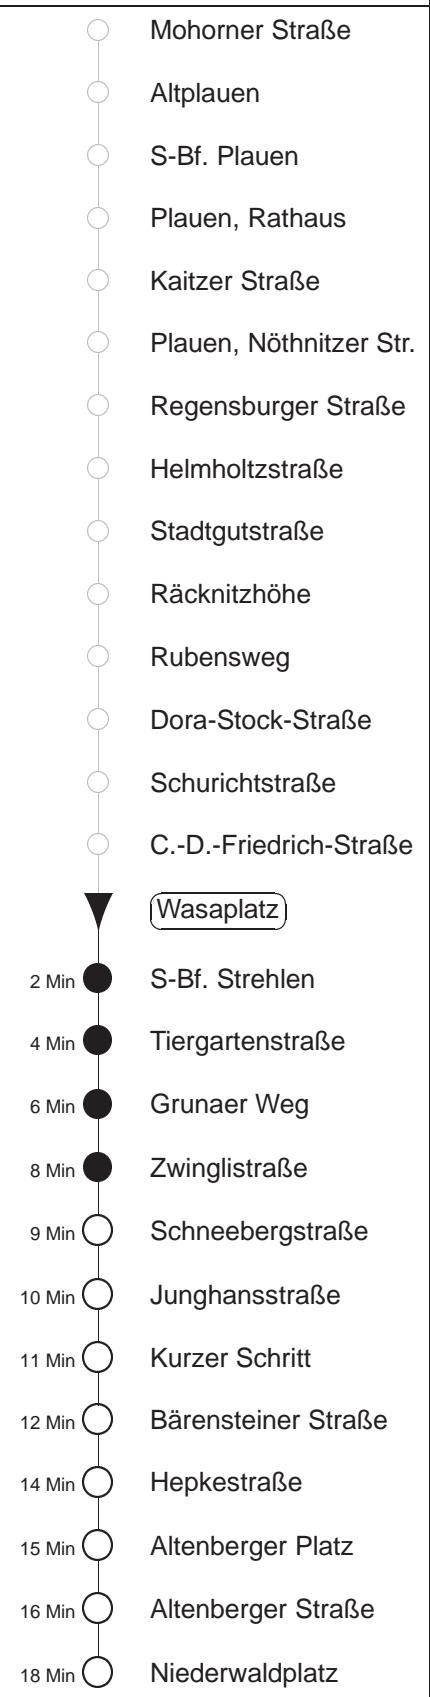 Mohorner Straße
Altplauen
S-Bf. Plauen
Plauen, Rathaus
Kaitzer Straße
Plauen, Nöthnitzer Str.
Regensburger Straße
Helmholtzstraße
Stadtgutstraße
Räcknitzhöhe
Rubensweg
Dora-Stock-Straße
Schurichtstraße
C.-D.-Friedrich-Straße
Wasaplatz
2 Min S-Bf. Strehlen
4 Min Tiergartenstraße
6 Min Grunaer Weg
8 Min Zwinglistraße
9 Min Schneebergstraße
10 Min Junghansstraße
11 Min Kurzer Schritt
12 Min Bärensteiner Straße
14 Min Hepkestraße
15 Min Altenberger Platz
16 Min Altenberger Straße
18 Min Niederwaldplatz